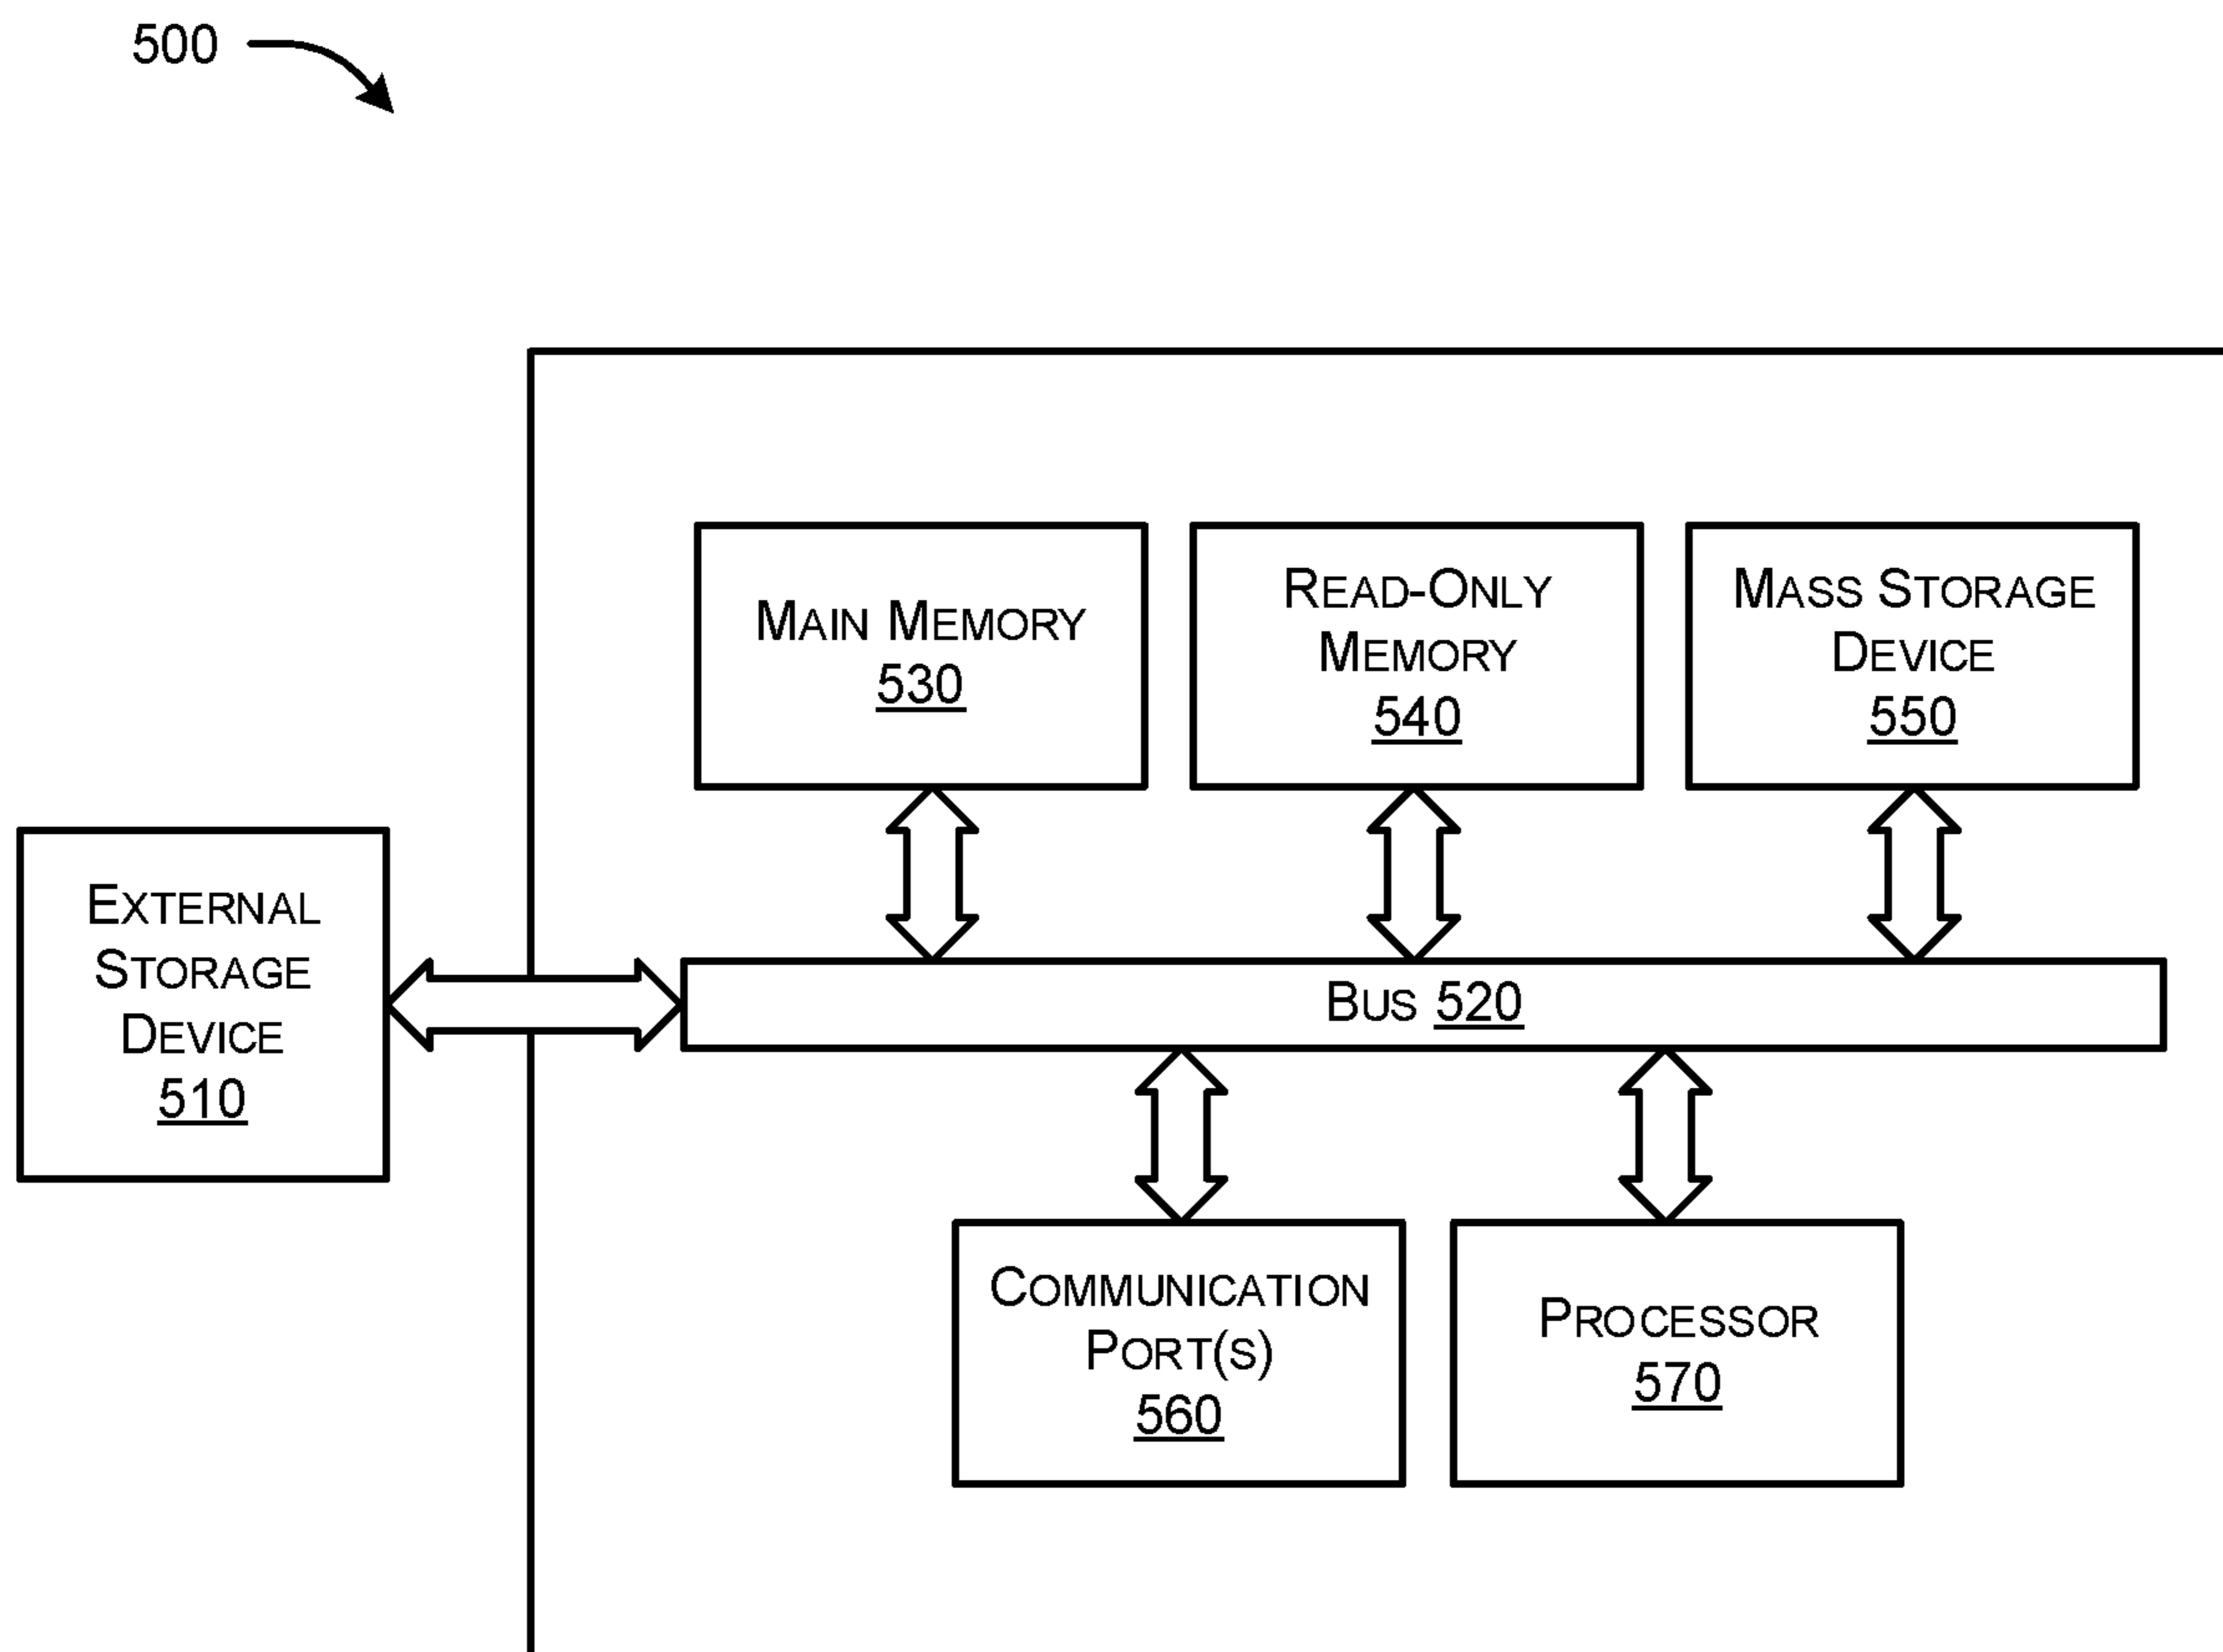 500
MAIN MEMORY
530
READ-ONLY
MEMORY
540
MASS STORAGE
DEVICE
550
EXTERNAL
STORAGE
DEVICE
510
BUS 520
COMMUNICATION
PORT(S)
560
PROCESSOR
570